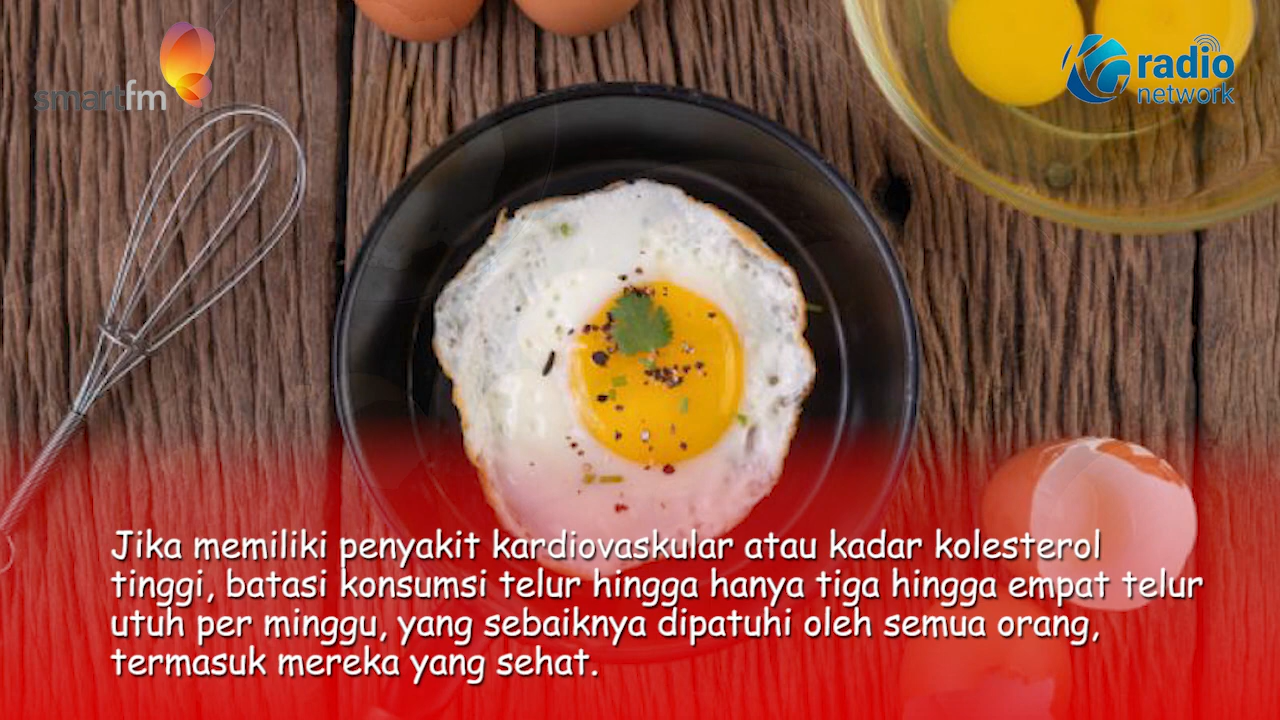 smartfm
radio
network
Jika memiliki penyakit kardiovaskular atau kadar kolesterol
tinggi, batasi konsumsi telur hingga hanya tiga hingga empat telur
utuh per minggu, yang sebaiknya dipatuhi oleh semua orang,
termasuk mereka yang sehat.